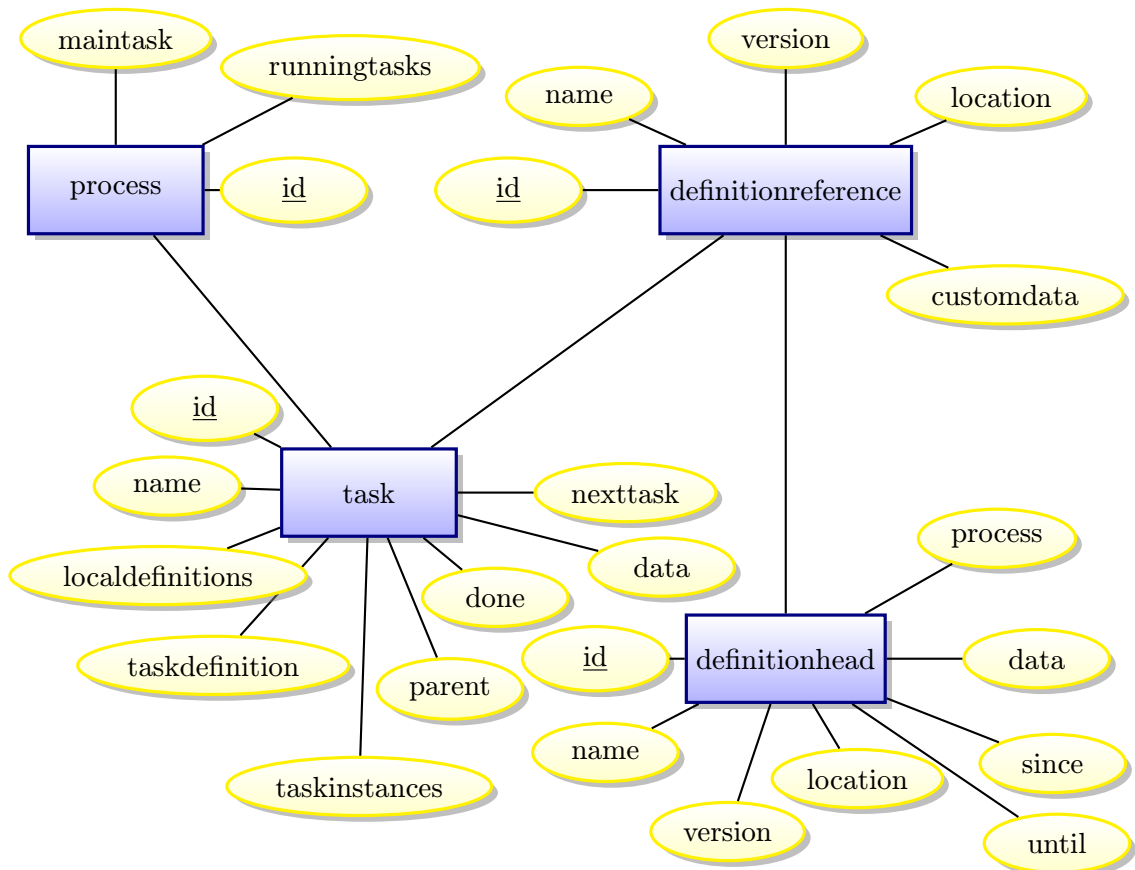 maintask
version
runningtasks
name
location
process
id
id
definitionreference
customdata
id
name
task
nexttask
process
localdefinitions
data
done
taskdefinition
parent
id
definitionhead
data
name
since
taskinstances
location
version
until